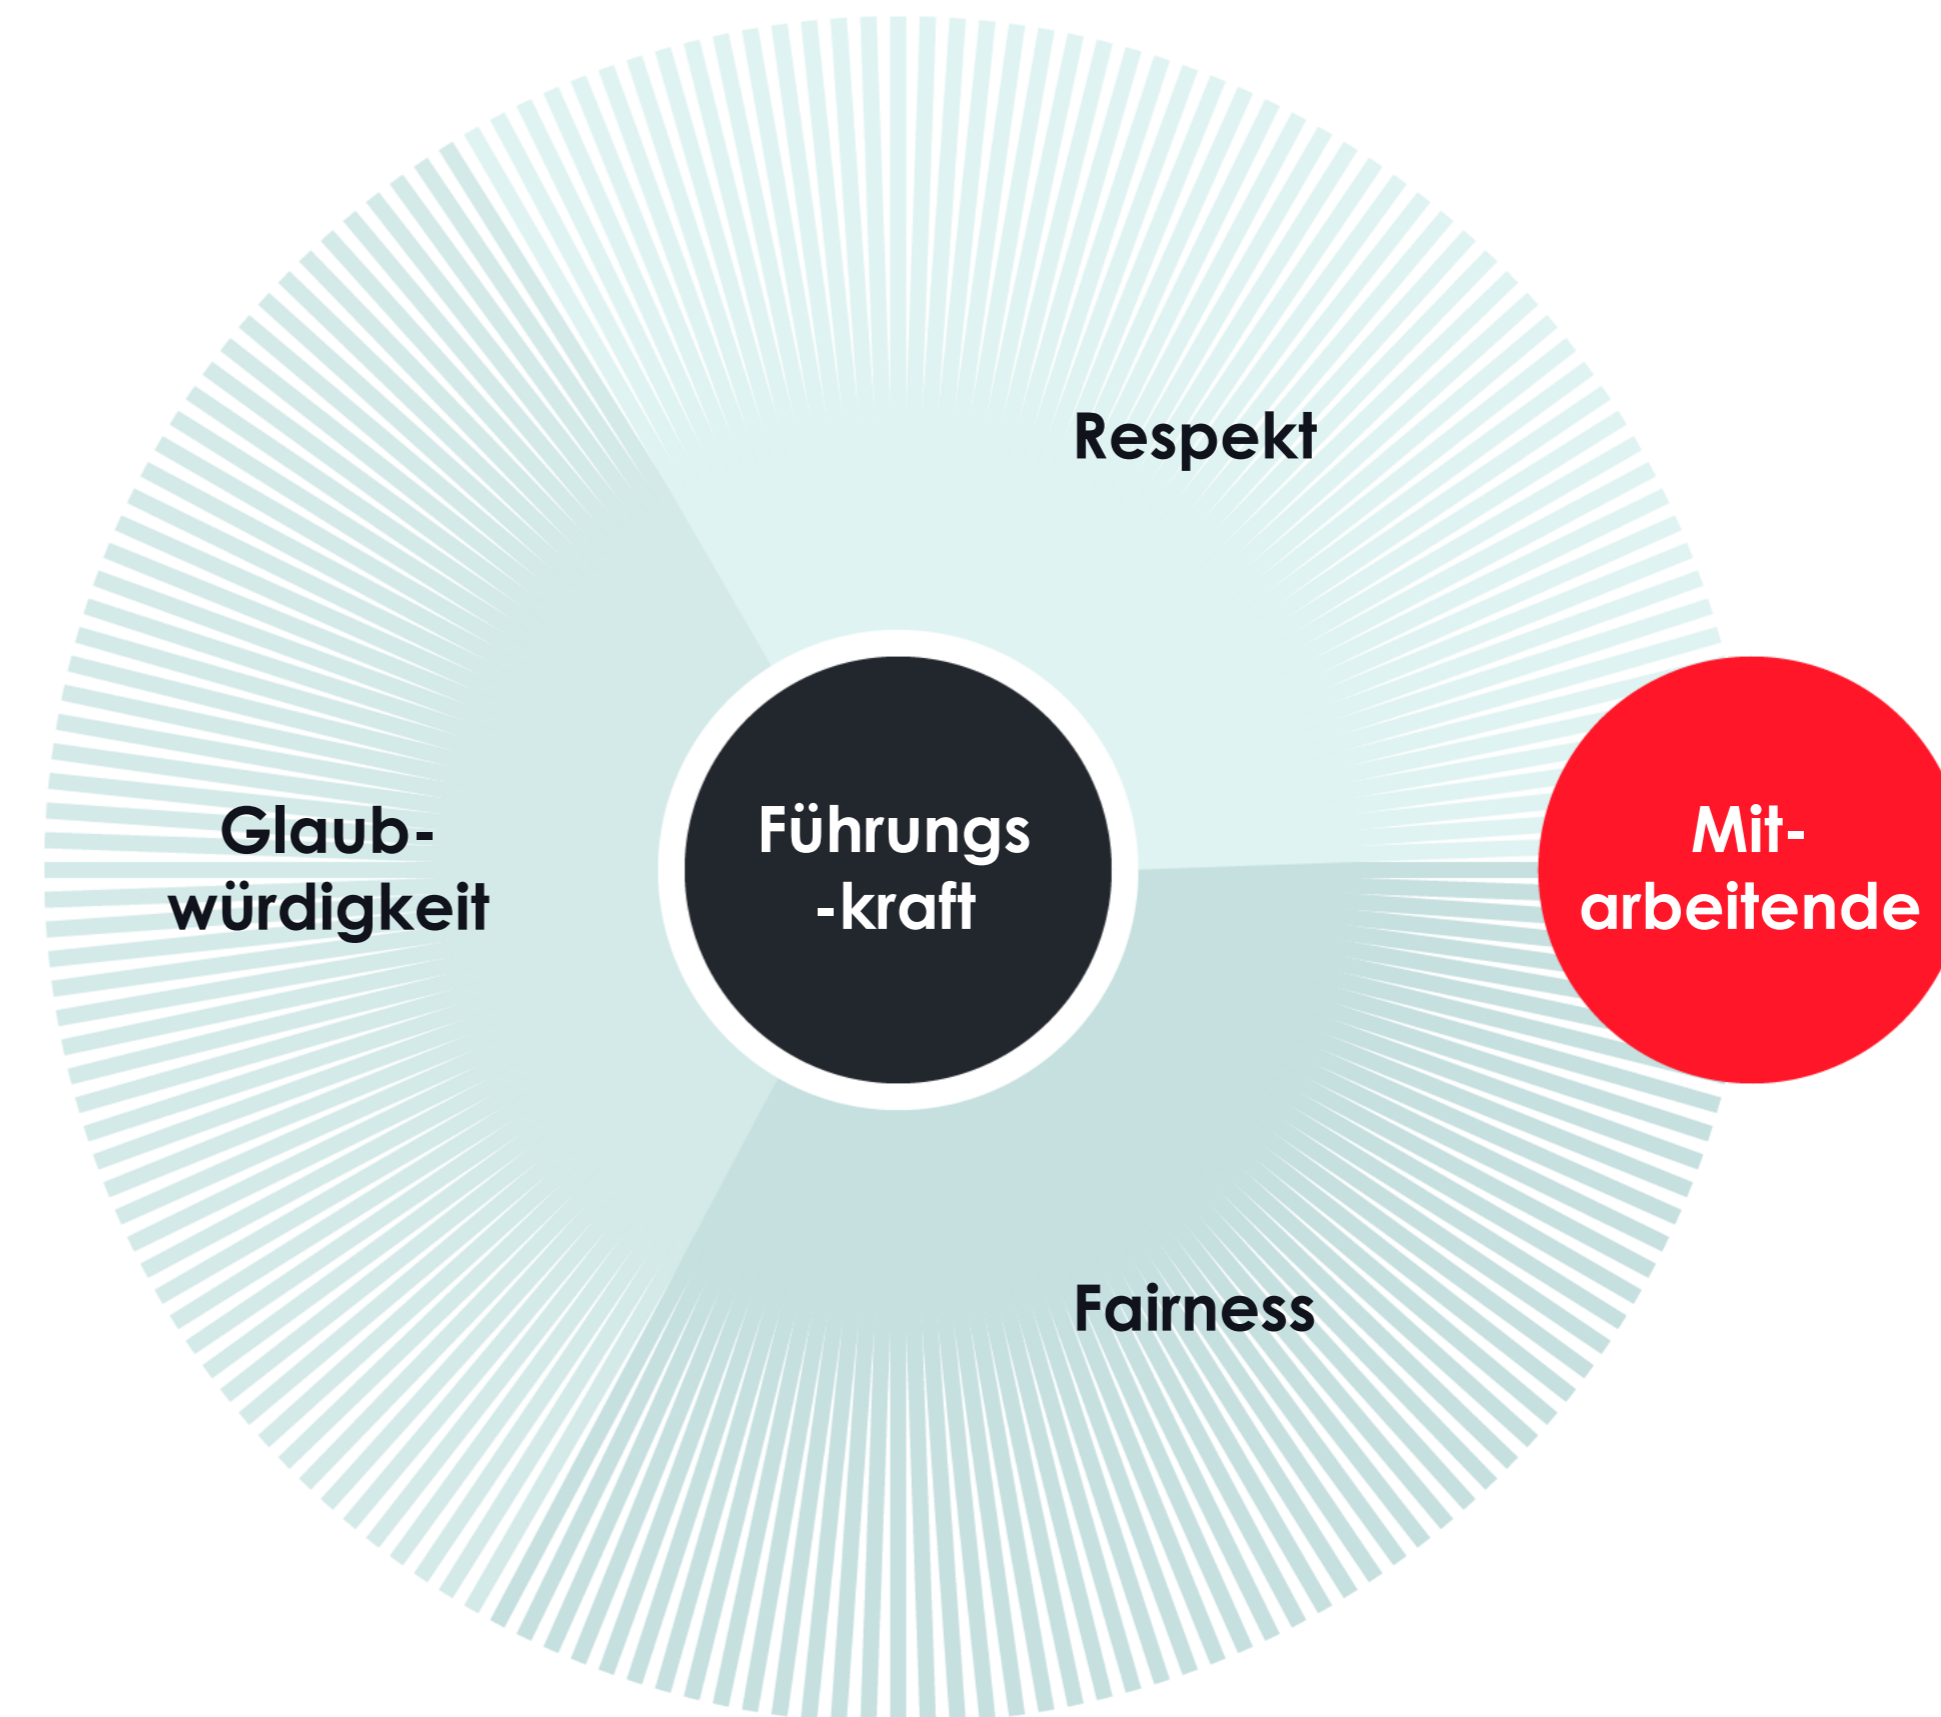 Respekt
Glaub-
würdigkeit
Führungs
-kraft
Mit-
arbeitende
Fairness